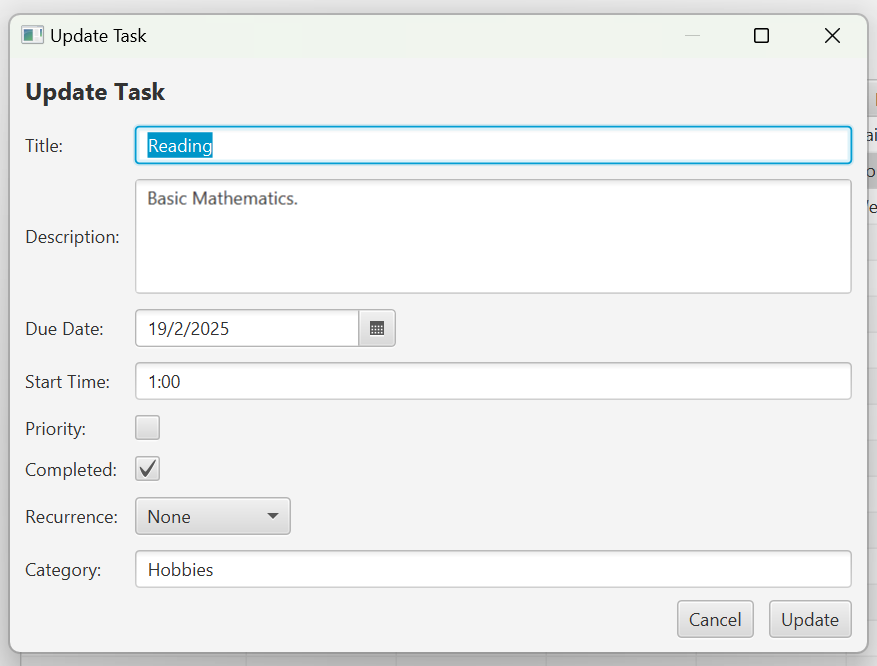 Update Task
Update Task
Title: Reading
Description: Basic Mathematics.
Due Date: 19/2/2025
Start Time: 1:00
Priority:
Completed:
Recurrence: None
Category: Hobbies
Cancel Update